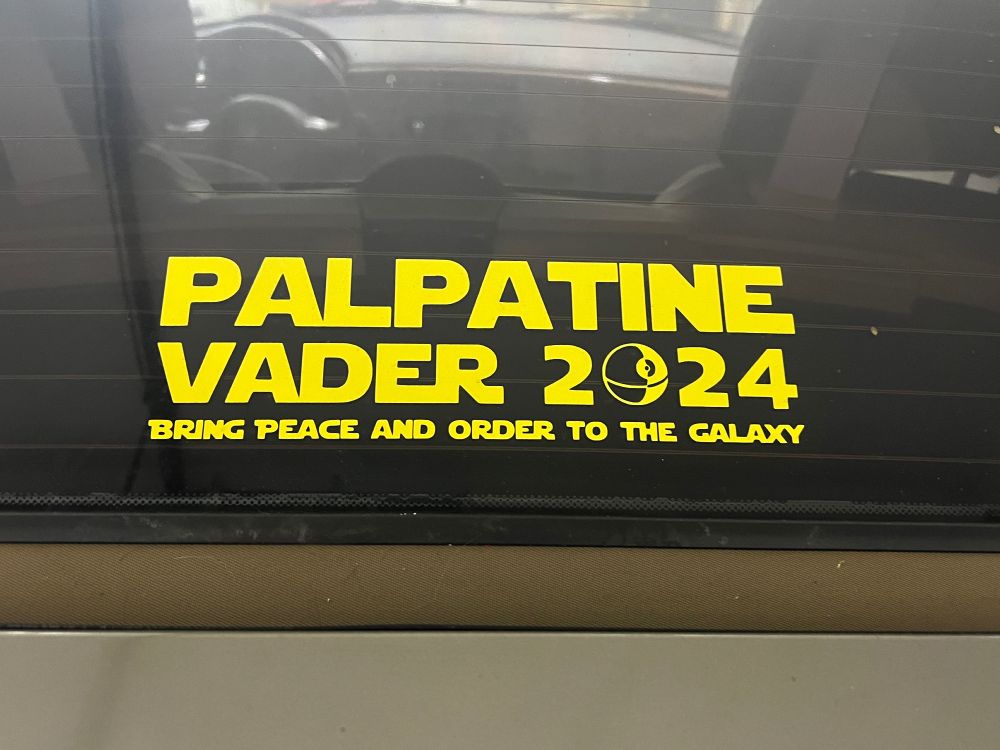 PALPATINE
VADER 2024
BRING PEACE AND ORDER TO THE GALAXY